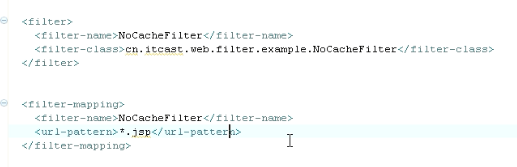 <filter>
<filter-name>NoCacheFilter</filter-name>
<filter-class>cn.itcast.web.filter.example.NoCacheFilter</filter-class>
</filter>
<filter-mapping>
<filter-name>NoCacheFilter</filter-name>
<url-pattern>*.jsp</url-pattern>
</filter-mapping>